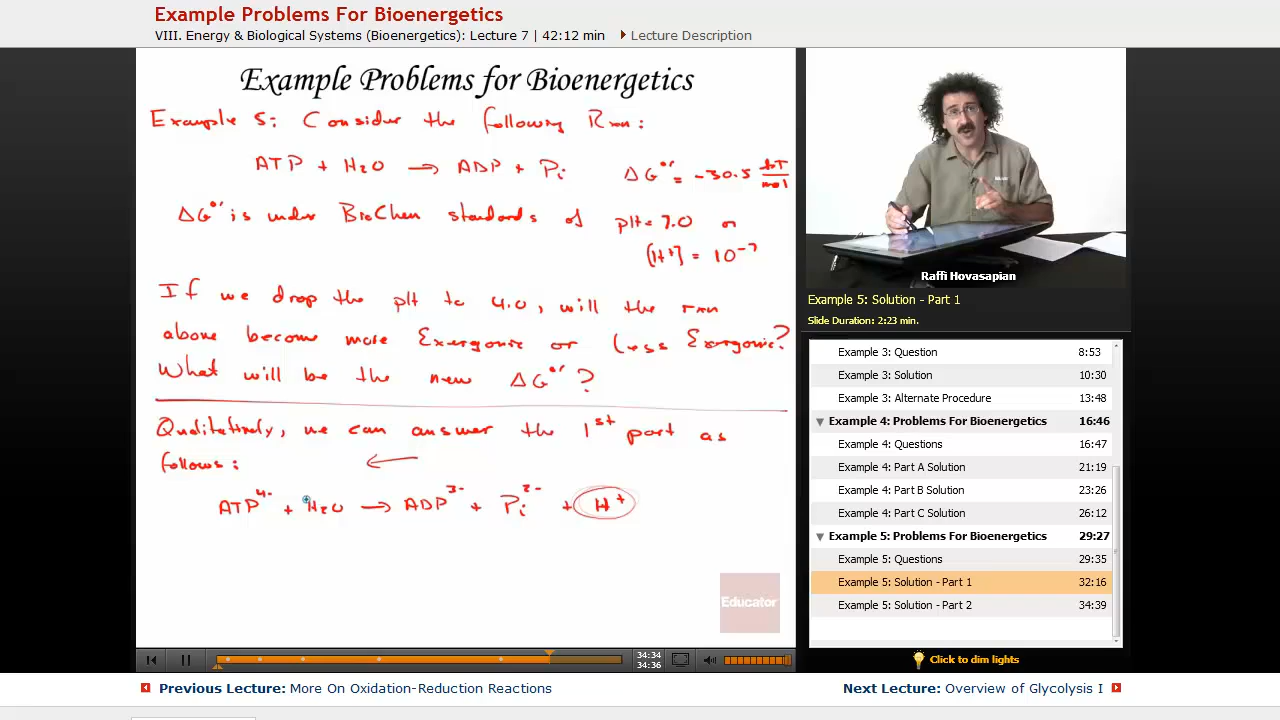 Example Problems For Bioenergetics
VIII. Energy & Biological Systems (Bioenergetics): Lecture 7 | 42:12 min
Lecture Description
Example Problems for Bioenergetics
Example 5: Consider the following Rxn:
ATP + H2O → ADP + Pi ΔG°' = -30.5 kJ/mol
ΔG°' is under BioChem standards of pH = 7.0 or
[H+] = 10^-7
If we drop the pH to 4.0, will the rxn
above become more Exergonic or Less Exergonic?
What will be the new ΔG°'?
Qualitatively, we can answer the 1st part as
follows: ←
ATP4- + H2O → ADP3- + Pi2- + H+
Educator
34:34
34:36
Raffi Hovasapian
Example 5: Solution - Part 1
Slide Duration: 2:23 min.
Example 3: Question 8:53
Example 3: Solution 10:30
Example 3: Alternate Procedure 13:48
Example 4: Problems For Bioenergetics 16:46
Example 4: Questions 16:47
Example 4: Part A Solution 21:19
Example 4: Part B Solution 23:26
Example 4: Part C Solution 26:12
Example 5: Problems For Bioenergetics 29:27
Example 5: Questions 29:35
Example 5: Solution - Part 1 32:16
Example 5: Solution - Part 2 34:39
Click to dim lights
Previous Lecture: More On Oxidation-Reduction Reactions
Next Lecture: Overview of Glycolysis I